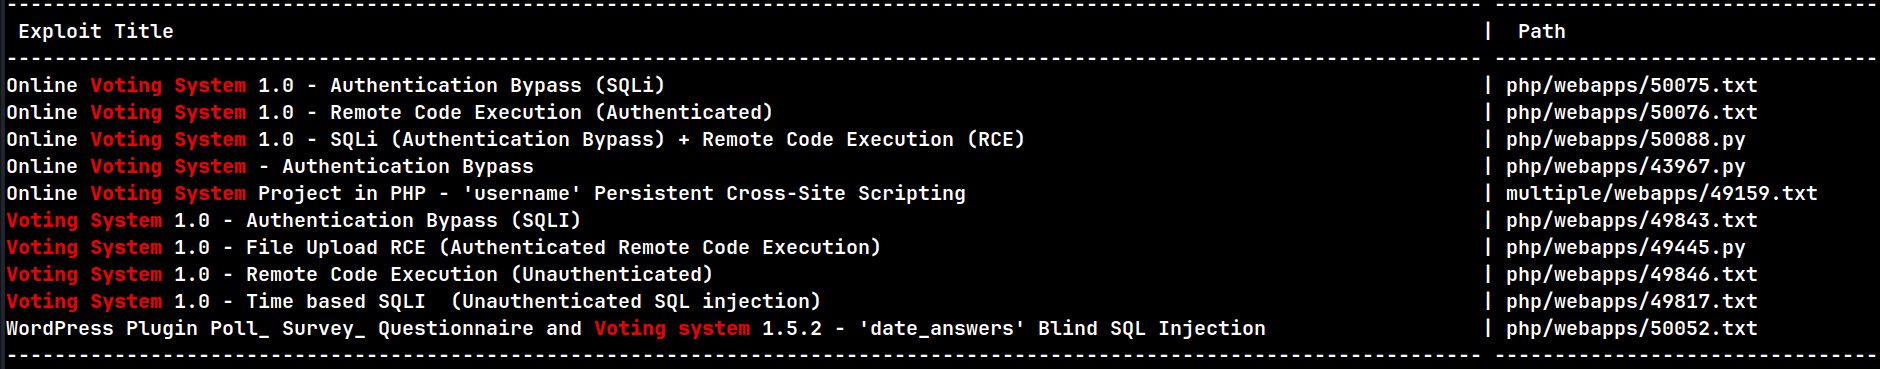 Exploit Title | Path
Online Voting System 1.0 - Authentication Bypass (SQLi) | php/webapps/50075.txt
Online Voting System 1.0 - Remote Code Execution (Authenticated) | php/webapps/50076.txt
Online Voting System 1.0 - SQLi (Authentication Bypass) + Remote Code Execution (RCE) | php/webapps/50088.py
Online Voting System - Authentication Bypass | php/webapps/43967.py
Online Voting System Project in PHP - 'username' Persistent Cross-Site Scripting | multiple/webapps/49159.txt
Voting System 1.0 - Authentication Bypass (SQLI) | php/webapps/49843.txt
Voting System 1.0 - File Upload RCE (Authenticated Remote Code Execution) | php/webapps/49445.py
Voting System 1.0 - Remote Code Execution (Unauthenticated) | php/webapps/49846.txt
Voting System 1.0 - Time based SQLI  (Unauthenticated SQL injection) | php/webapps/49817.txt
WordPress Plugin Poll_ Survey_ Questionnaire and Voting system 1.5.2 - 'date_answers' Blind SQL Injection | php/webapps/50052.txt